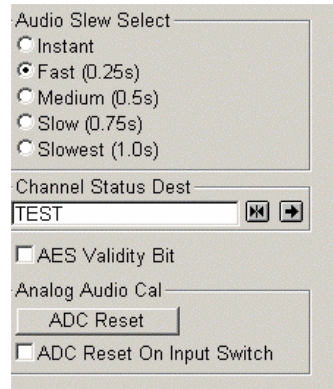 Audio Slew Select
Instant
Fast (0.25s)
Medium (0.5s)
Slow (0.75s)
Slowest (1.0s)
Channel Status Dest
TEST
AES Validity Bit
Analog Audio Cal
ADC Reset
ADC Reset On Input Switch